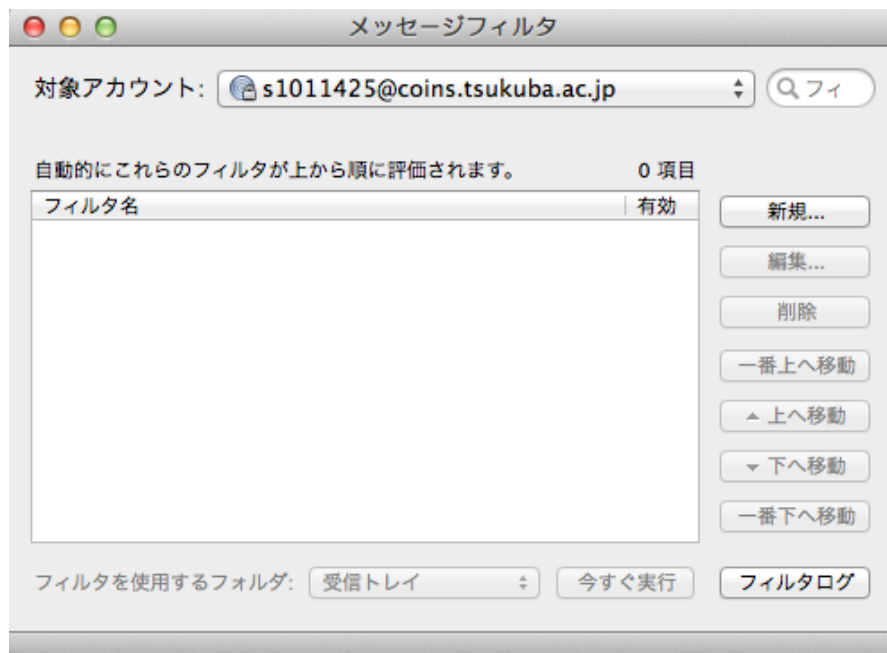 メッセージフィルタ
対象アカウント: s1011425@coins.tsukuba.ac.jp フィ
自動的にこれらのフィルタが上から順に評価されます。 0 項目
フィルタ名 有効
新規...
編集...
削除
一番上へ移動
上へ移動
下へ移動
一番下へ移動
フィルタを使用するフォルダ: 受信トレイ 今すぐ実行 フィルタログ